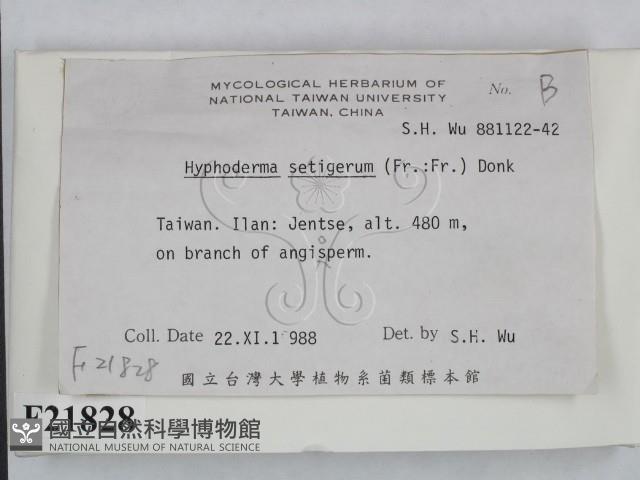 MYCOLOGICAL HERBARIUM OF
NATIONAL TAIWAN UNIVERSITY
TAIWAN, CHINA
No. B
S.H. Wu 881122-42
Hyphoderma setigerum (Fr.:Fr.) Donk
Taiwan. Ilan: Jentse, alt. 480 m,
on branch of angisperm.
Coll. Date 22.XI.1988
Det. by S.H. Wu
F21828
國立台灣大學植物系菌類標本館
F21828
國立自然科學博物館
NATIONAL MUSEUM OF NATURAL SCIENCE